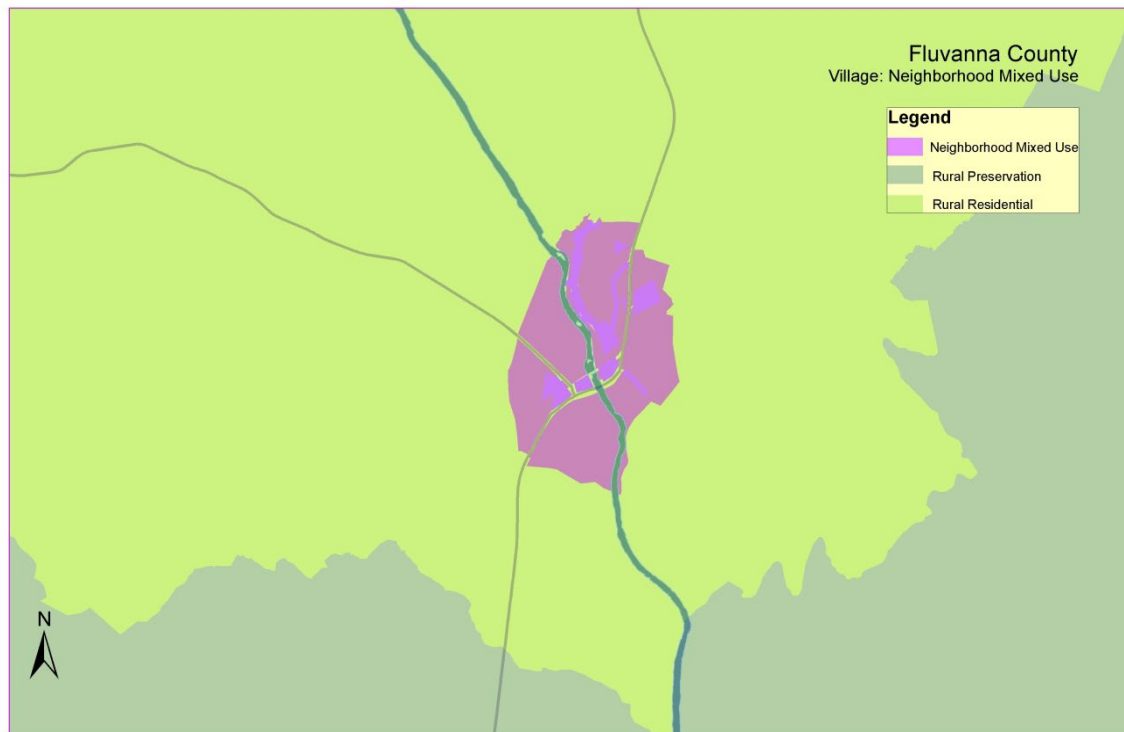 Fluvanna County
Village: Neighborhood Mixed Use
Legend
Neighborhood Mixed Use
Rural Preservation
Rural Residential
N